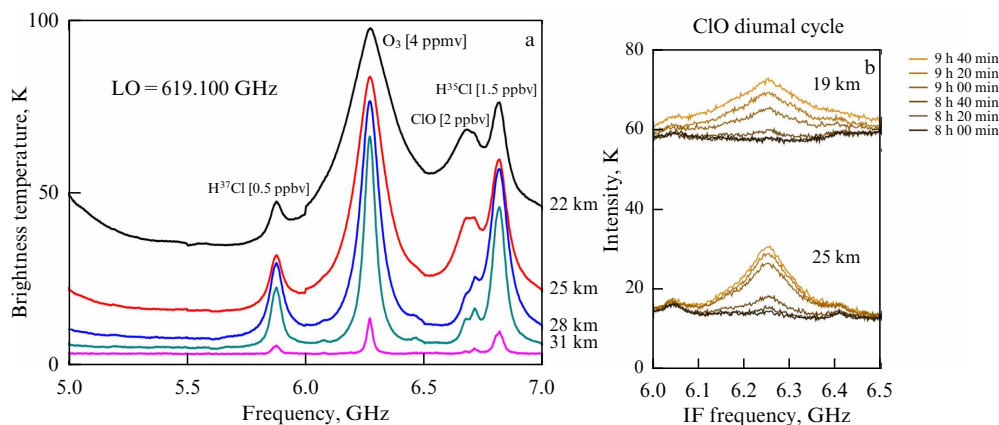 100
50
0
Brightness temperature, K
LO = 619.100 GHz
a
O₃ [4 ppmv]
H³⁵Cl [1.5 ppbv]
ClO [2 ppbv]
H³⁷Cl [0.5 ppbv]
22 km
25 km
28 km
31 km
5.0 5.5 6.0 6.5 7.0
Frequency, GHz
ClO diumal cycle
b
80
60
40
20
0
Intensity, K
19 km
25 km
6.0 6.1 6.2 6.3 6.4 6.5
IF frequency, GHz
9 h 40 min
9 h 20 min
9 h 00 min
8 h 40 min
8 h 20 min
8 h 00 min